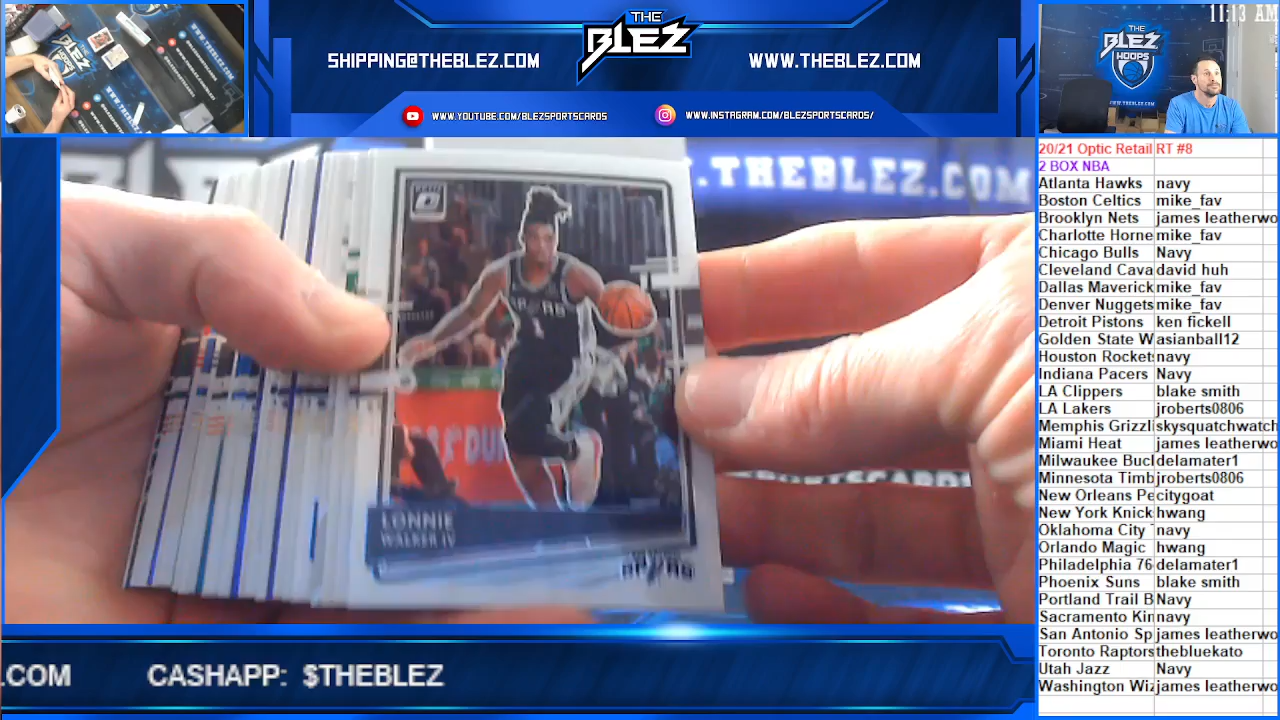 THE
BLEZ
SHIPPING@THEBLEZ.COM
WWW.THEBLEZ.COM
WWW.YOUTUBE.COM/BLEZSPORTSCARDS
WWW.INSTAGRAM.COM/BLEZSPORTSCARDS/
11:13 AM
THE
BLEZ
HOOPS
WWW.THEBLEZ.COM
.THEBLEZ.COM
LONNIE
WALKER IV
SPURS
1
20/21 Optic Retail RT #8
2 BOX NBA
Atlanta Hawks navy
Boston Celtics mike_fav
Brooklyn Nets james leatherwo
Charlotte Horne mike_fav
Chicago Bulls Navy
Cleveland Cava david huh
Dallas Maverick mike_fav
Denver Nuggets mike_fav
Detroit Pistons ken fickell
Golden State W asianball12
Houston Rocket navy
Indiana Pacers Navy
LA Clippers blake smith
LA Lakers jroberts0806
Memphis Grizzl skysquatchwatch
Miami Heat james leatherwo
Milwaukee Buc delamater1
Minnesota Timb jroberts0806
New Orleans Pe citygoat
New York Knick hwang
Oklahoma City navy
Orlando Magic hwang
Philadelphia 76 delamater1
Phoenix Suns blake smith
Portland Trail B Navy
Sacramento Kin navy
San Antonio Sp james leatherwo
Toronto Raptors thebluekato
Utah Jazz Navy
Washington Wiz james leatherwo
.COM CASHAPP: $THEBLEZ